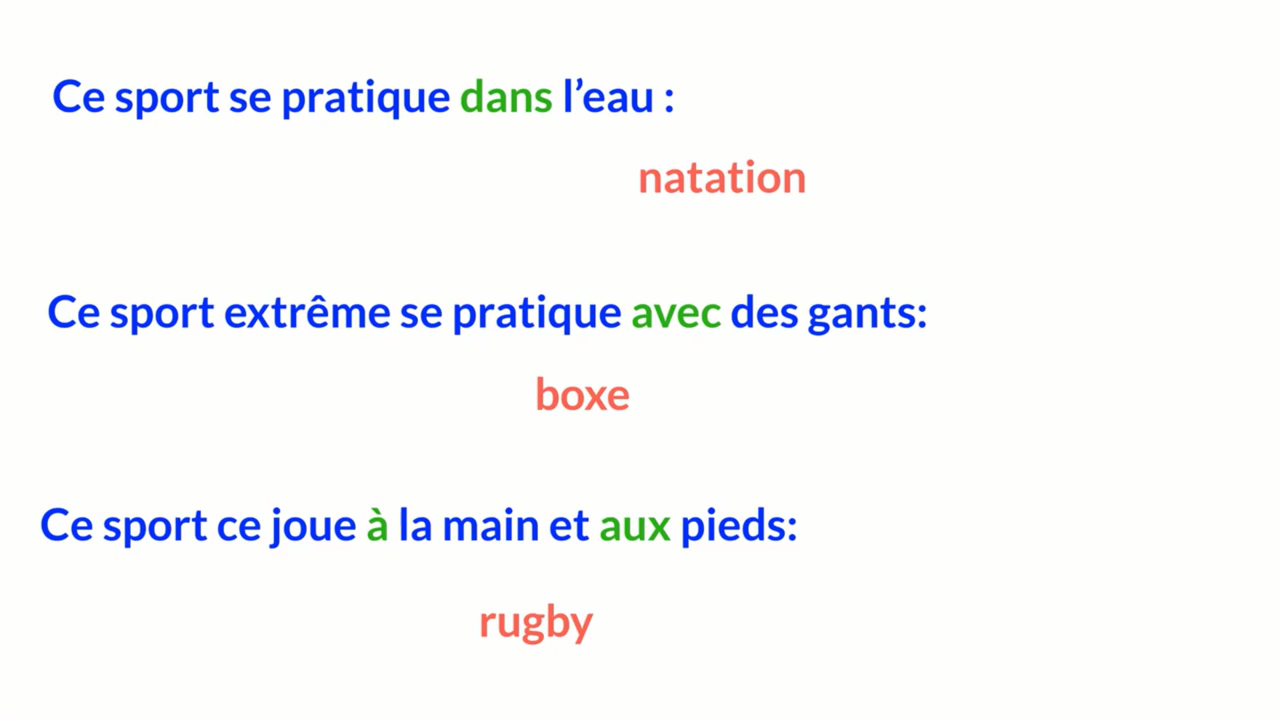 Ce sport se pratique dans l’eau :
natation
Ce sport extrême se pratique avec des gants:
boxe
Ce sport ce joue à la main et aux pieds:
rugby